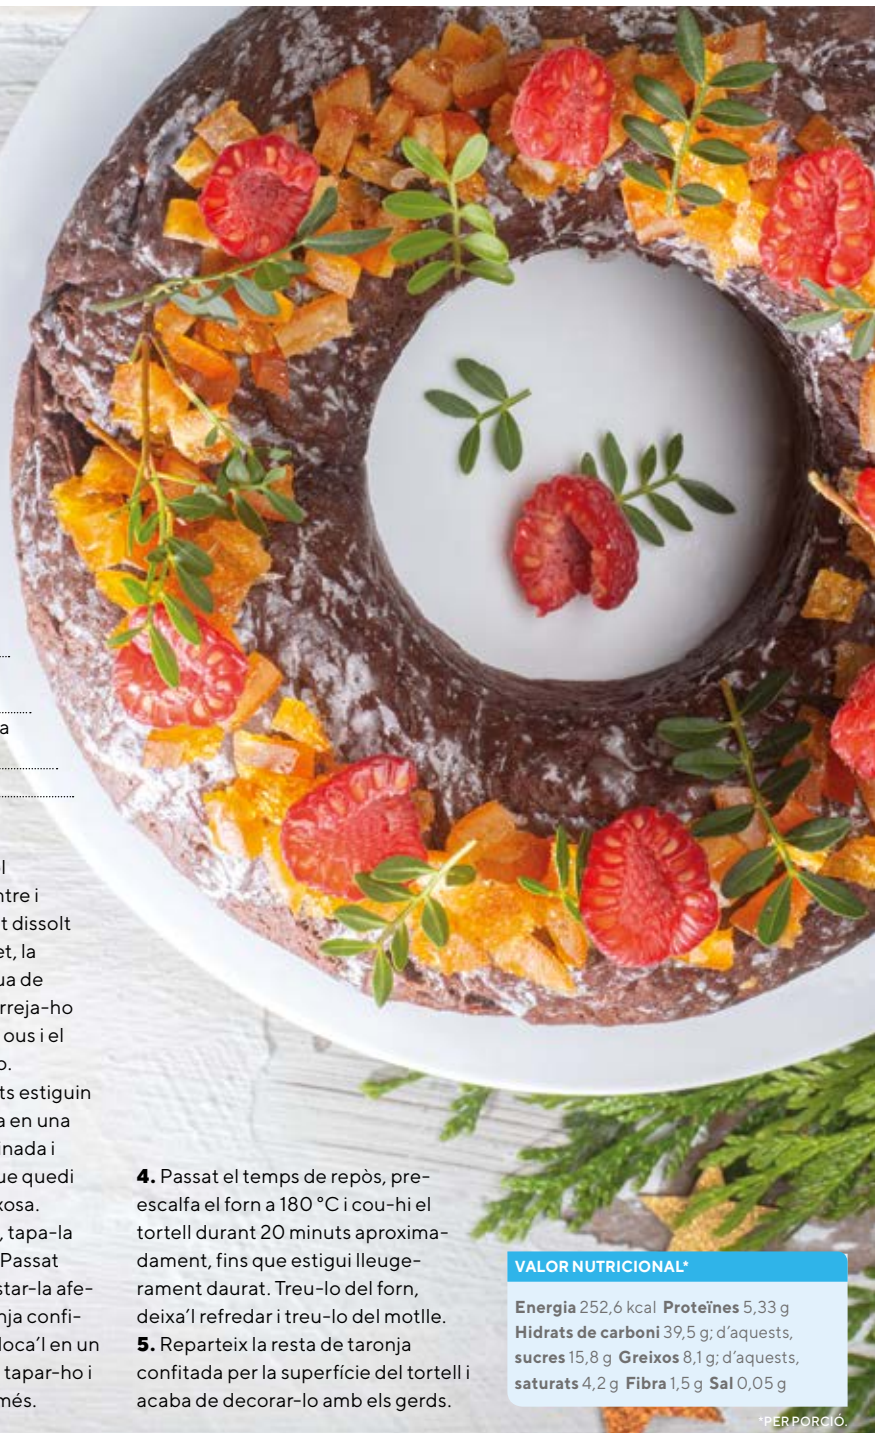 a
l
ntre i
t dissolt
et, la
ua de
rreja-ho
ous i el
o.
ts estiguin
a en una
inada i
ue quedi
xosa.
, tapa-la
Passat
star-la afe-
nja confi-
loca’l en un
tapar-ho i
més.
4. Passat el temps de repòs, pre-
escalfa el forn a 180 °C i cou-hi el
tortell durant 20 minuts aproxima-
dament, fins que estigui lleuge-
rament daurat. Treu-lo del forn,
deixa’l refredar i treu-lo del motlle.
5. Reparteix la resta de taronja
confitada per la superfície del tortell i
acaba de decorar-lo amb els gerds.
VALOR NUTRICIONAL*
Energia 252,6 kcal Proteïnes 5,33 g
Hidrats de carboni 39,5 g; d’aquests,
sucres 15,8 g Greixos 8,1 g; d’aquests,
saturats 4,2 g Fibra 1,5 g Sal 0,05 g
*PER PORCIÓ.